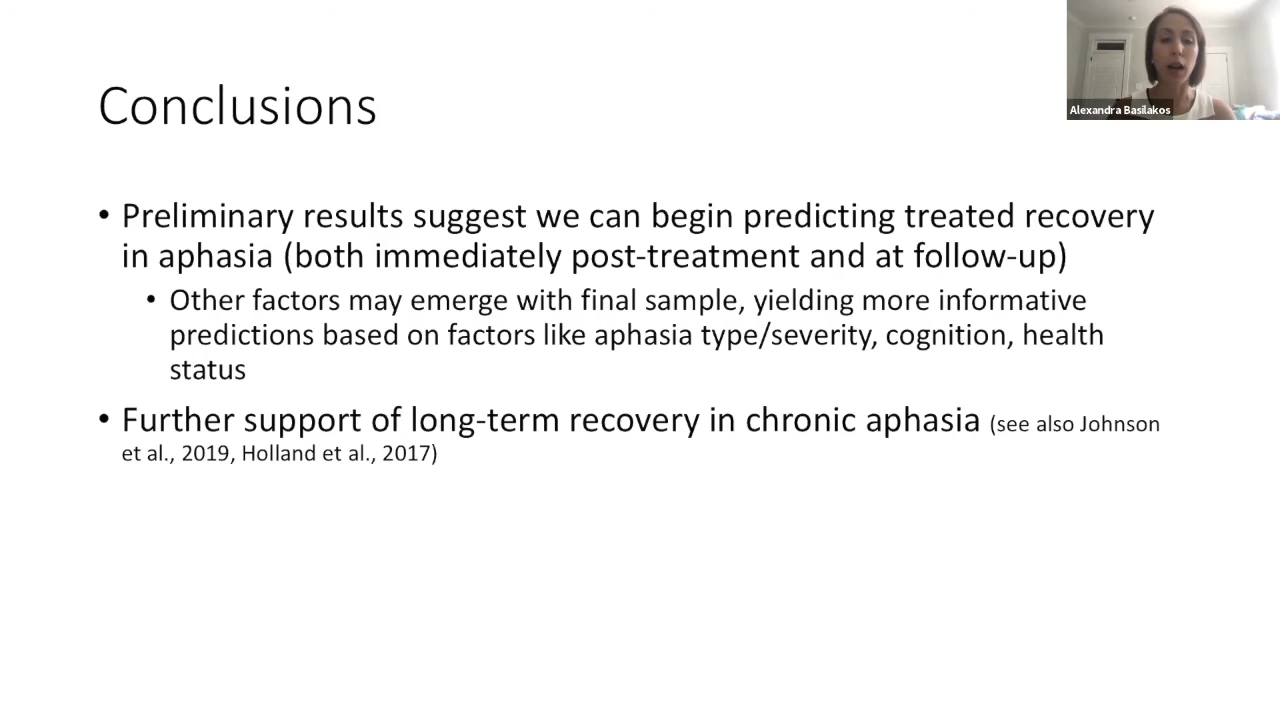 Alexandra Basilakos
Conclusions
• Preliminary results suggest we can begin predicting treated recovery
in aphasia (both immediately post-treatment and at follow-up)
• Other factors may emerge with final sample, yielding more informative
predictions based on factors like aphasia type/severity, cognition, health
status
• Further support of long-term recovery in chronic aphasia (see also Johnson
et al., 2019, Holland et al., 2017)